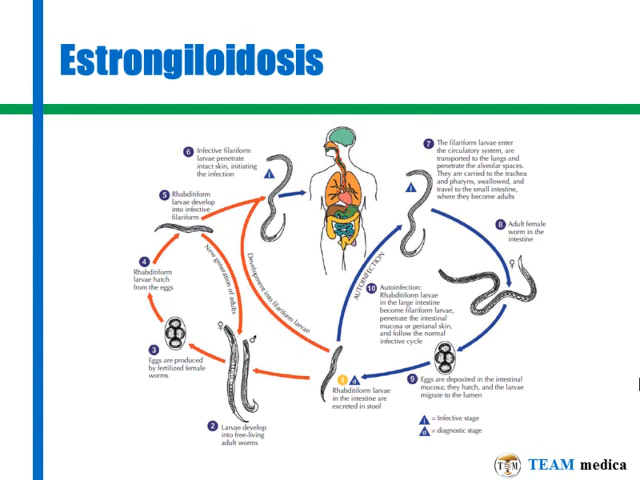 Estrongiloidosis
6 Infective filariform
larvae penetrate
intact skin, initiating
the infection
i
7 The filariform larvae enter
the circulatory system, are
transported to the lungs and
penetrate the alveolar spaces.
They are carried to the trachea
and pharynx, swallowed, and
travel to the small intestine,
where they become adults
i
5 Rhabditiform
larvae develop
into infective
filariform
8 Adult female
worm in the
intestine
♀
4
Rhabditiform
larvae hatch
from the eggs
New generation of adults
Development into filariform larvae
AUTOINFECTION
10 Autoinfection:
Rhabditiform larvae
in the large intestine
become filariform larvae,
penetrate the intestinal
mucosa or perianal skin,
and follow the normal
infective cycle
♀ ♂
3
Eggs are produced
by fertilized female
worms
1 d
Rhabditiform larvae
in the intestine are
excreted in stool
9 Eggs are deposited in the intestinal
mucosa; they hatch, and the larvae
migrate to the lumen
2 Larvae develop
into free-living
adult worms
i = Infective stage
d = diagnostic stage
T M
TEAM medica